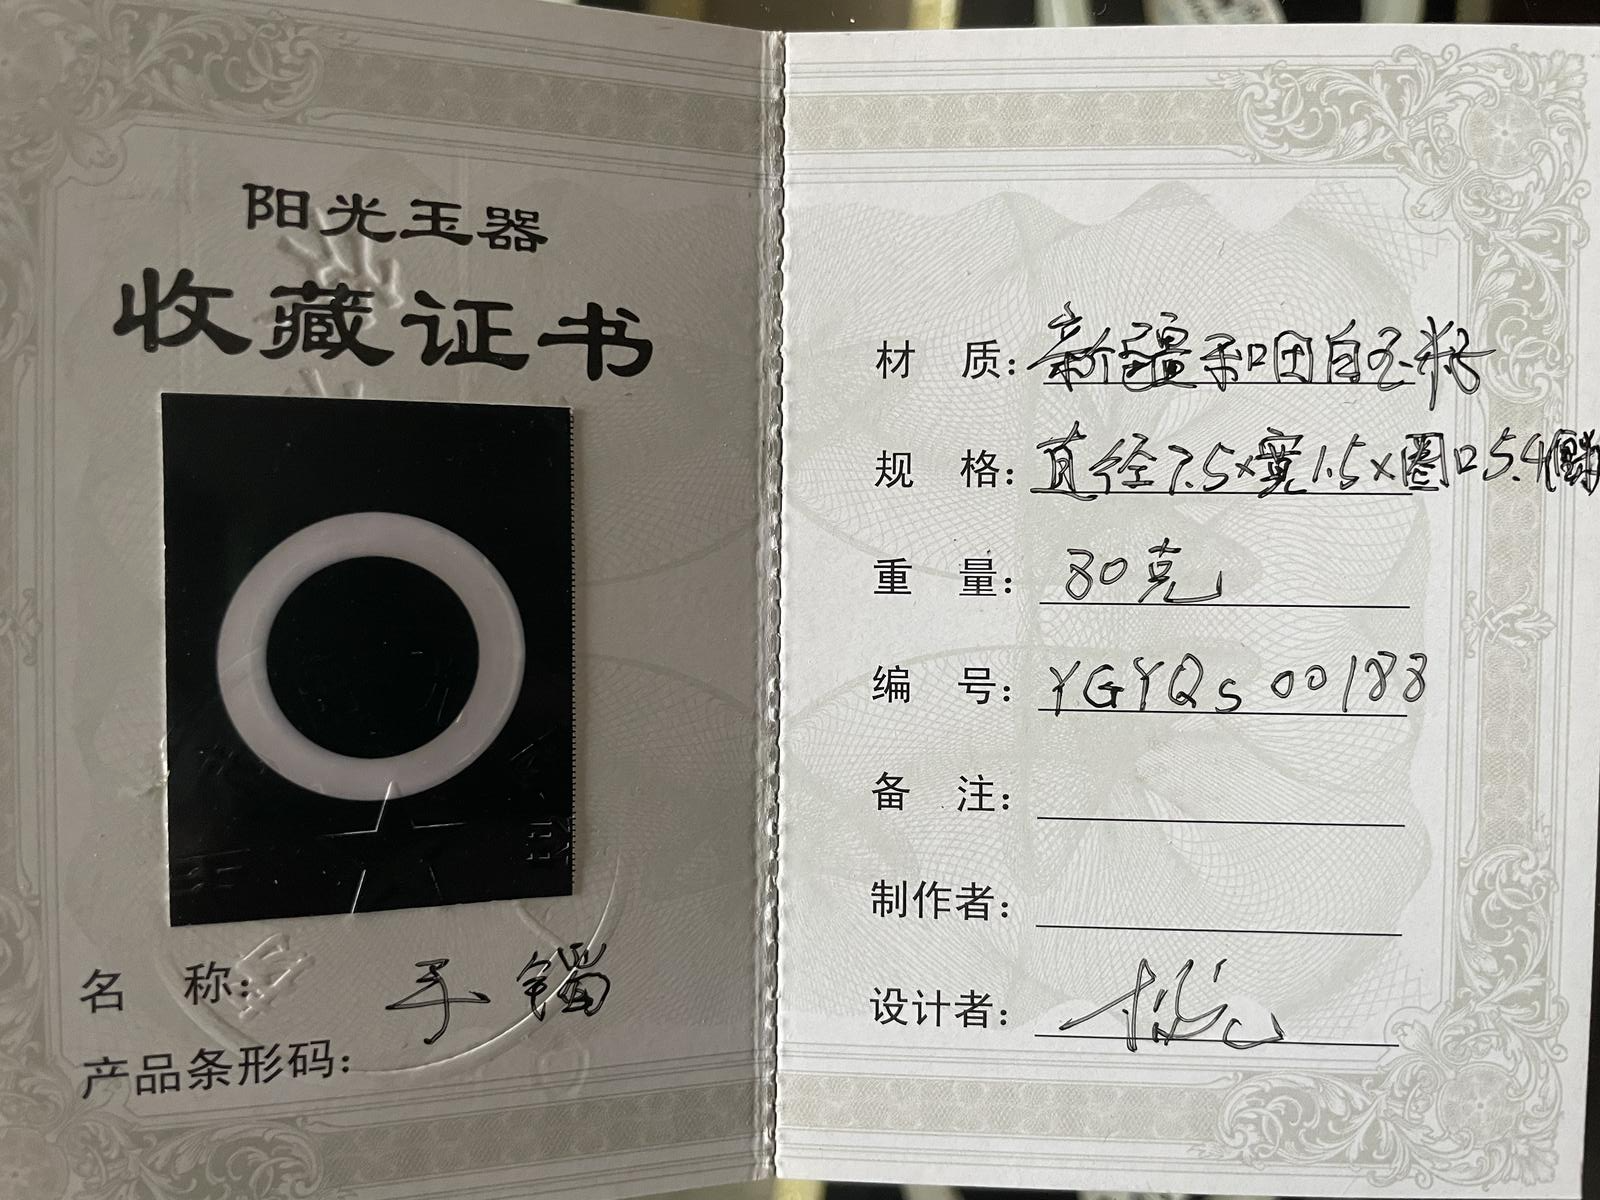 阳光玉器
收藏证书
名 称: 手镯
产品条形码:
材 质: 新疆和田白玉籽
规 格: 直径7.5×宽1.5×圈口5.4
重 量: 80克
编 号: YGYQs 00188
备 注:
制作者:
设计者: